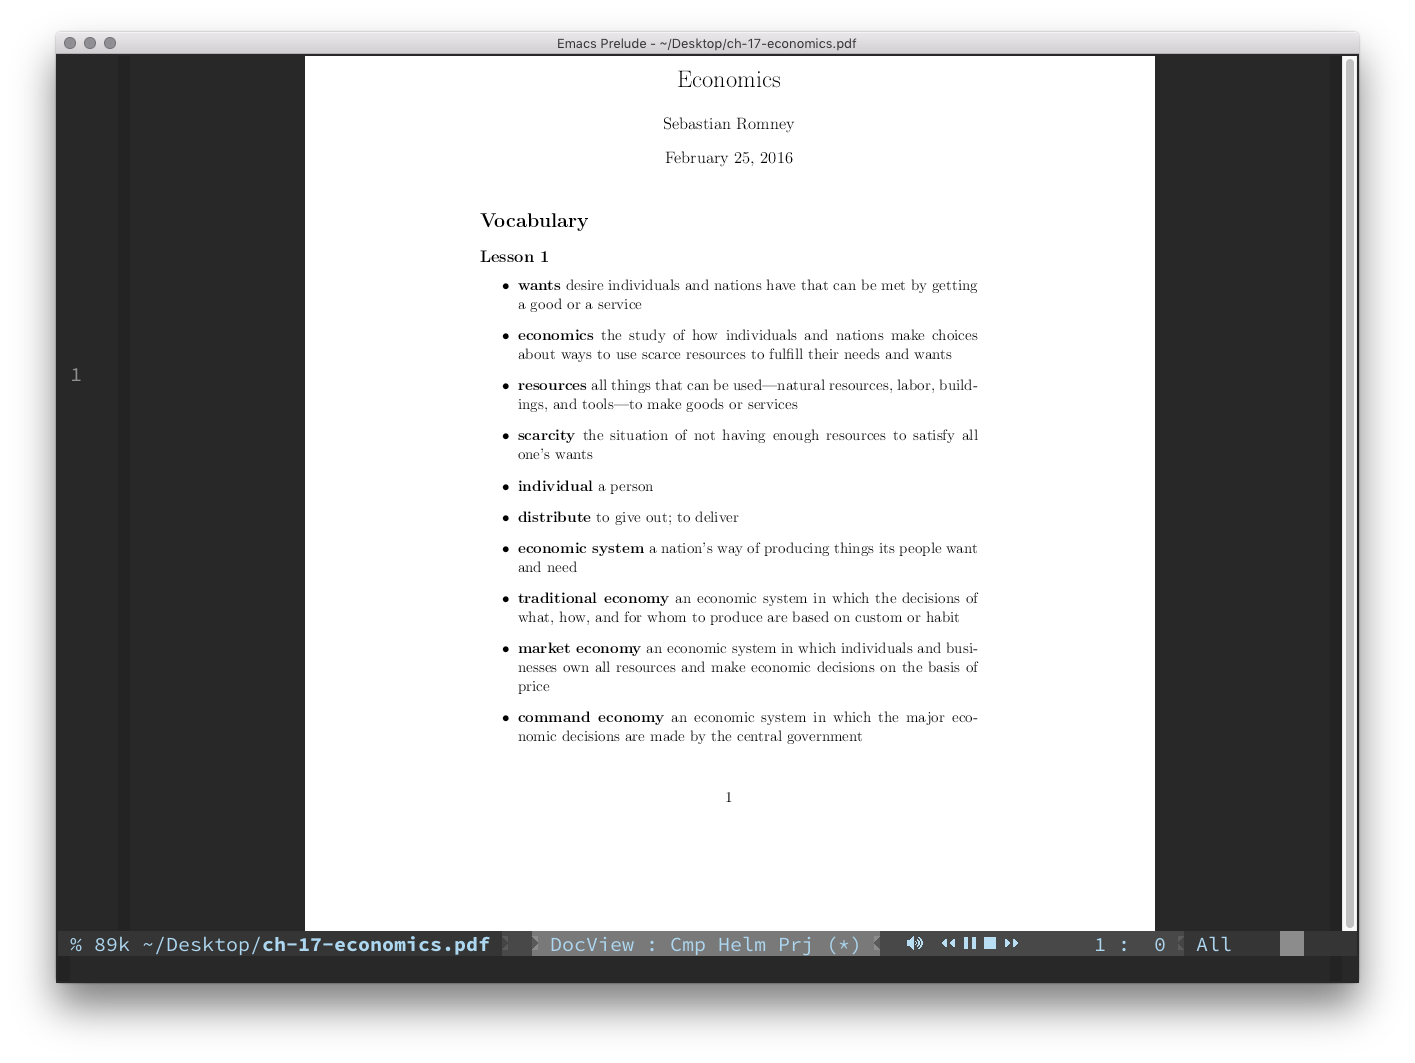 Emacs Prelude - ~/Desktop/ch-17-economics.pdf
Economics
Sebastian Romney
February 25, 2016
Vocabulary
Lesson 1
• wants desire individuals and nations have that can be met by getting
a good or a service
• economics the study of how individuals and nations make choices
about ways to use scarce resources to fulfill their needs and wants
1
• resources all things that can be used—natural resources, labor, build-
ings, and tools—to make goods or services
• scarcity the situation of not having enough resources to satisfy all
one's wants
• individual a person
• distribute to give out; to deliver
• economic system a nation's way of producing things its people want
and need
• traditional economy an economic system in which the decisions of
what, how, and for whom to produce are based on custom or habit
• market economy an economic system in which individuals and busi-
nesses own all resources and make economic decisions on the basis of
price
• command economy an economic system in which the major eco-
nomic decisions are made by the central government
1
% 89k ~/Desktop/ch-17-economics.pdf DocView : Cmp Helm Prj (*) 1 : 0 All